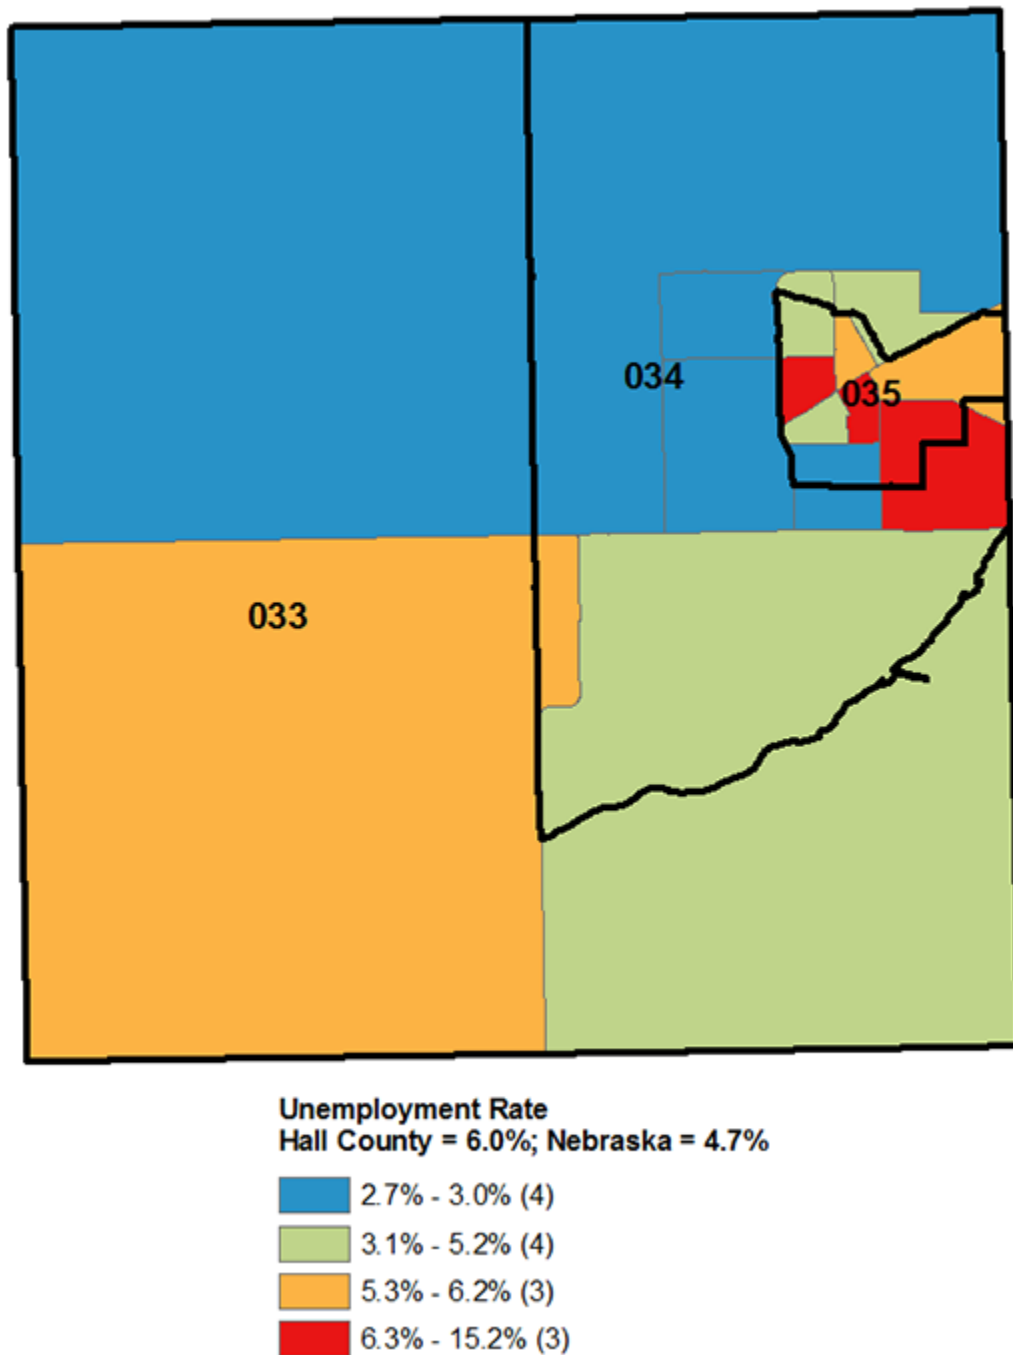 034
035
033
Unemployment Rate
Hall County = 6.0%; Nebraska = 4.7%
2.7% - 3.0% (4)
3.1% - 5.2% (4)
5.3% - 6.2% (3)
6.3% - 15.2% (3)